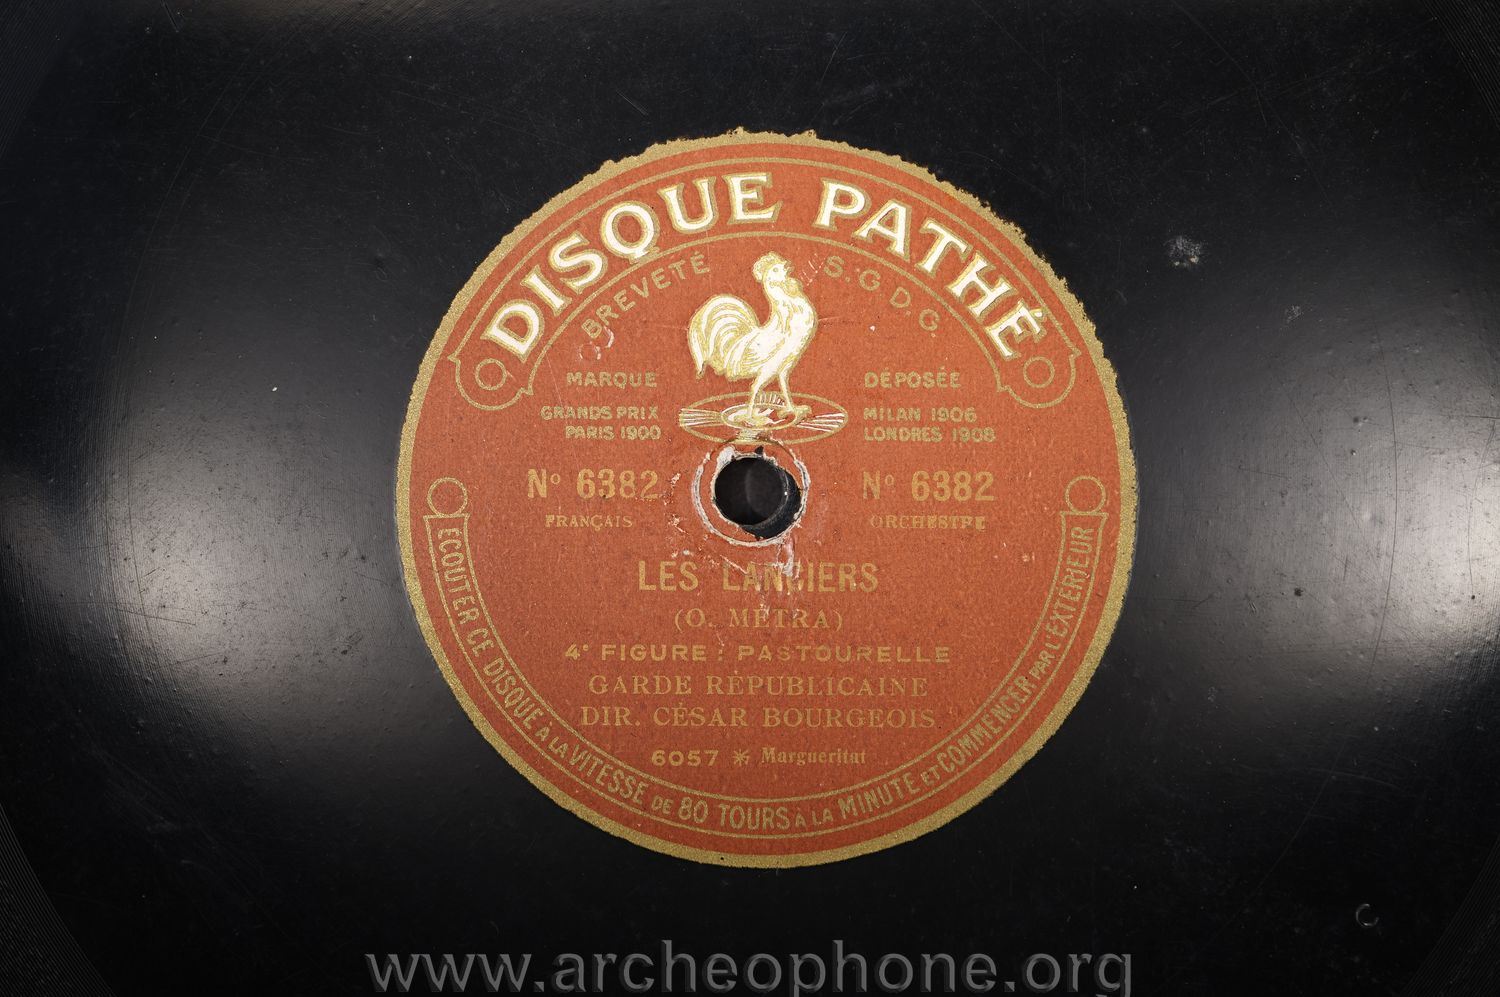 DISQUE PATHÉ
BREVETÉ S.G.D.G.
MARQUE DÉPOSÉE
GRANDS PRIX MILAN 1906
PARIS 1900 LONDRES 1908
Nº 6382 Nº 6382
FRANÇAIS ORCHESTRE
LES LANCIERS
(O. MÉTRA)
4e FIGURE : PASTOURELLE
GARDE RÉPUBLICAINE
DIR. CÉSAR BOURGEOIS
6057 * Margueritat
ECOUTER CE DISQUE À LA VITESSE DE 80 TOURS À LA MINUTE ET COMMENCER PAR L'EXTÉRIEUR
www.archeophone.org